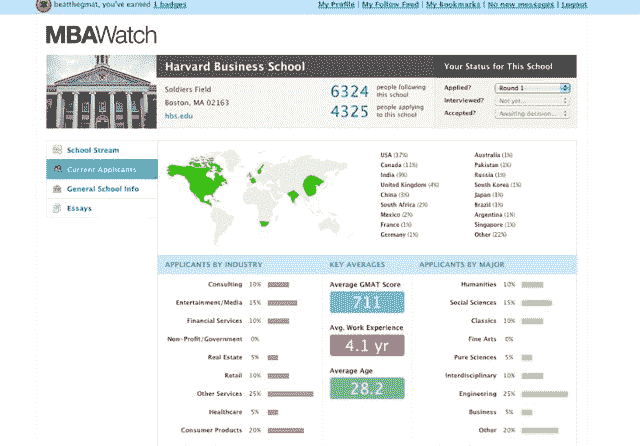 beatthegmat, you've earned 1 badges
My Profile | My Follow Feed | My Bookmarks | No new messages | Logout
MBAWatch
Harvard Business School
Your Status for This School
Soldiers Field
Boston, MA 02163
hbs.edu
6324 people following this school
4325 people applying to this school
Applied? Round 1
Interviewed? Not yet...
Accepted? Awaiting decision...
School Stream
Current Applicants
General School Info
Essays
USA (37%)
Canada (11%)
India (9%)
United Kingdom (4%)
China (3%)
South Africa (2%)
Mexico (2%)
France (1%)
Germany (1%)
Australia (1%)
Pakistan (1%)
Russia (1%)
South Korea (1%)
Japan (1%)
Brazil (1%)
Argentina (1%)
Singapore (1%)
Other (22%)
APPLICANTS BY INDUSTRY
Consulting 10%
Entertainment/Media 15%
Financial Services 10%
Non-Profit/Government 0%
Real Estate 5%
Retail 10%
Other Services 25%
Healthcare 5%
Consumer Products 20%
KEY AVERAGES
Average GMAT Score
711
Avg. Work Experience
4.1 yr
Average Age
28.2
APPLICANTS BY MAJOR
Humanities 10%
Social Sciences 15%
Classics 10%
Fine Arts 0%
Pure Sciences 5%
Interdisciplinary 10%
Engineering 25%
Business 5%
Other 20%